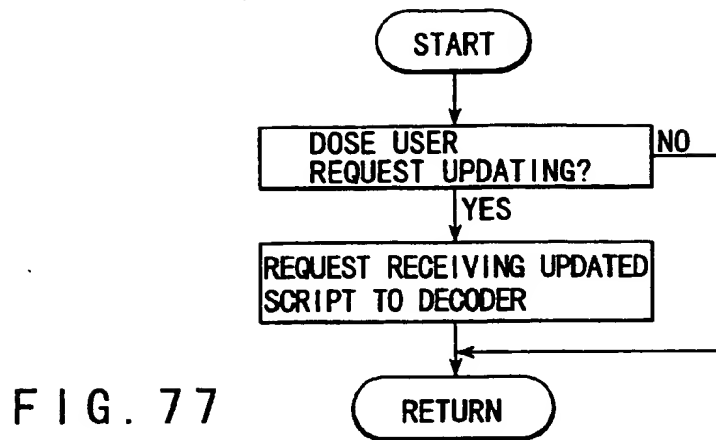 START
DOSE USER
REQUEST UPDATING?
NO
YES
REQUEST RECEIVING UPDATED
SCRIPT TO DECODER
RETURN
FIG. 77